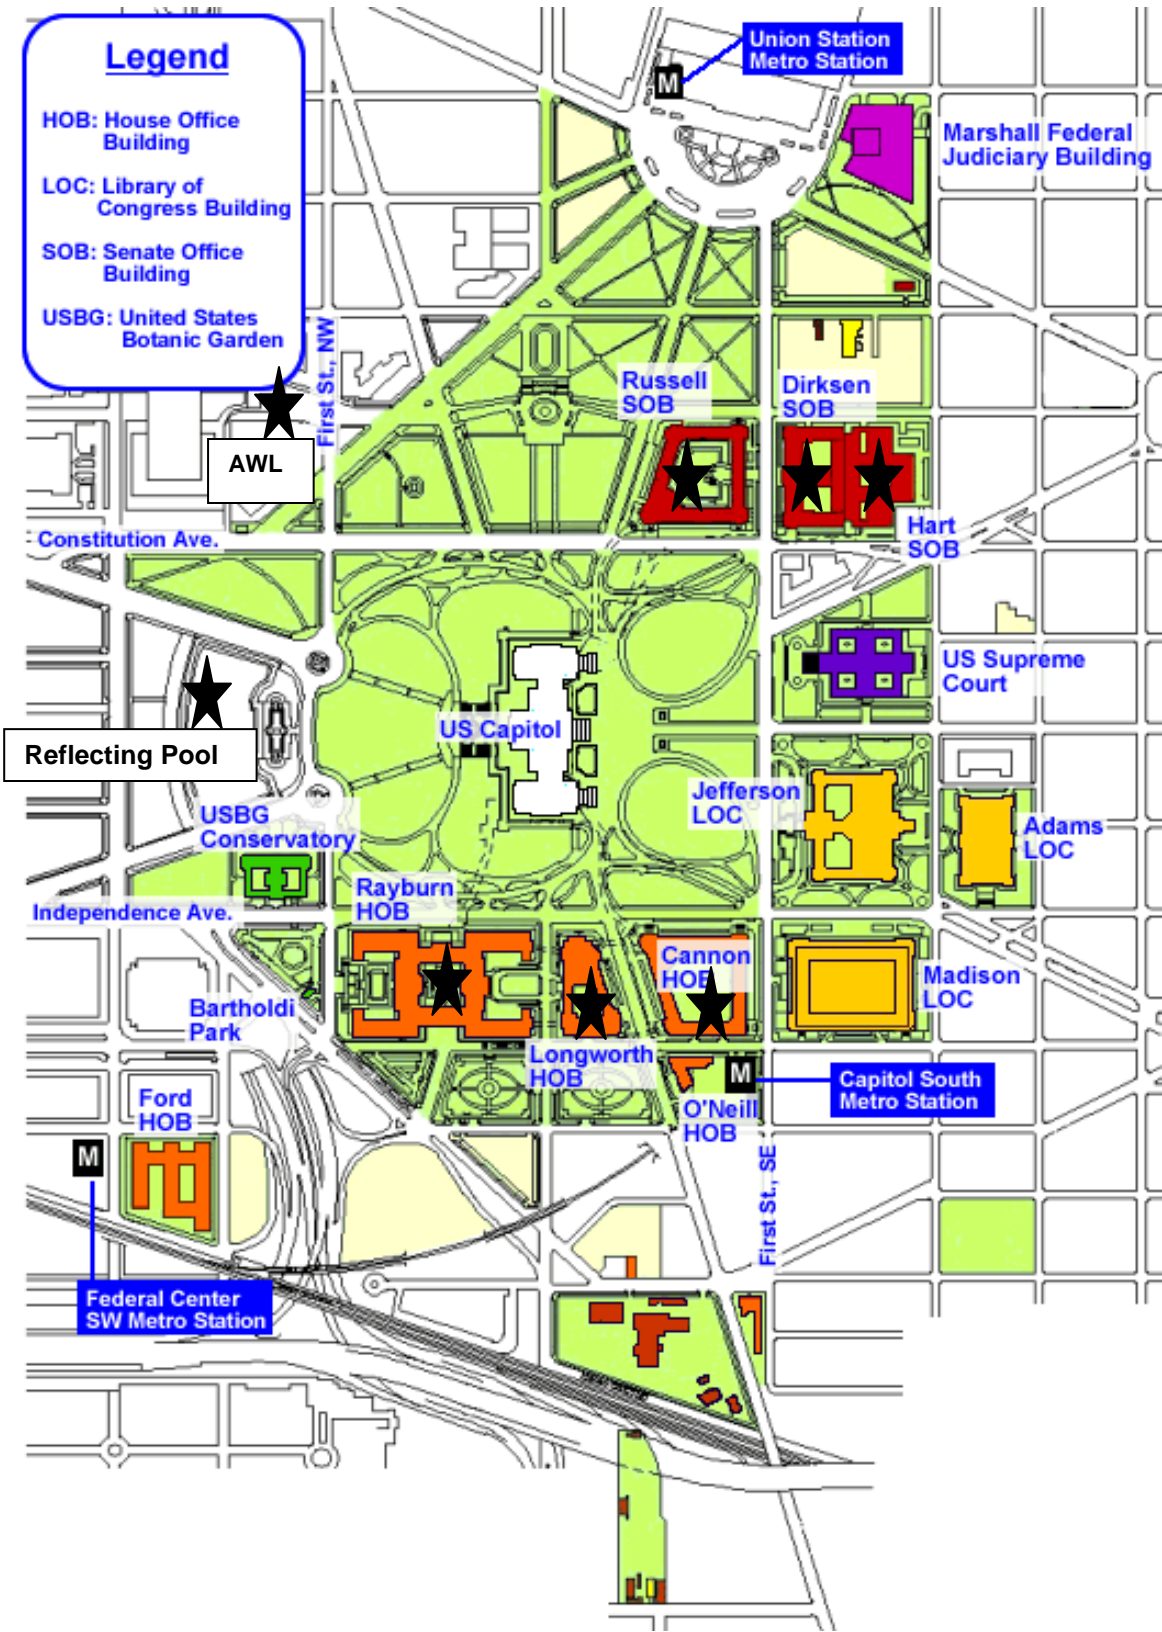 Legend
HOB: House Office
Building
LOC: Library of
Congress Building
SOB: Senate Office
Building
USBG: United States
Botanic Garden
Union Station
Metro Station
M
Marshall Federal
Judiciary Building
First St., NW
AWL
Russell
SOB
Dirksen
SOB
Hart
SOB
Constitution Ave.
US Supreme
Court
US Capitol
Reflecting Pool
Jefferson
LOC
Adams
LOC
USBG
Conservatory
Rayburn
HOB
Independence Ave.
Cannon
HOB
Madison
LOC
Bartholdi
Park
Longworth
HOB
M
Capitol South
Metro Station
O'Neill
HOB
Ford
HOB
M
First St., SE
Federal Center
SW Metro Station